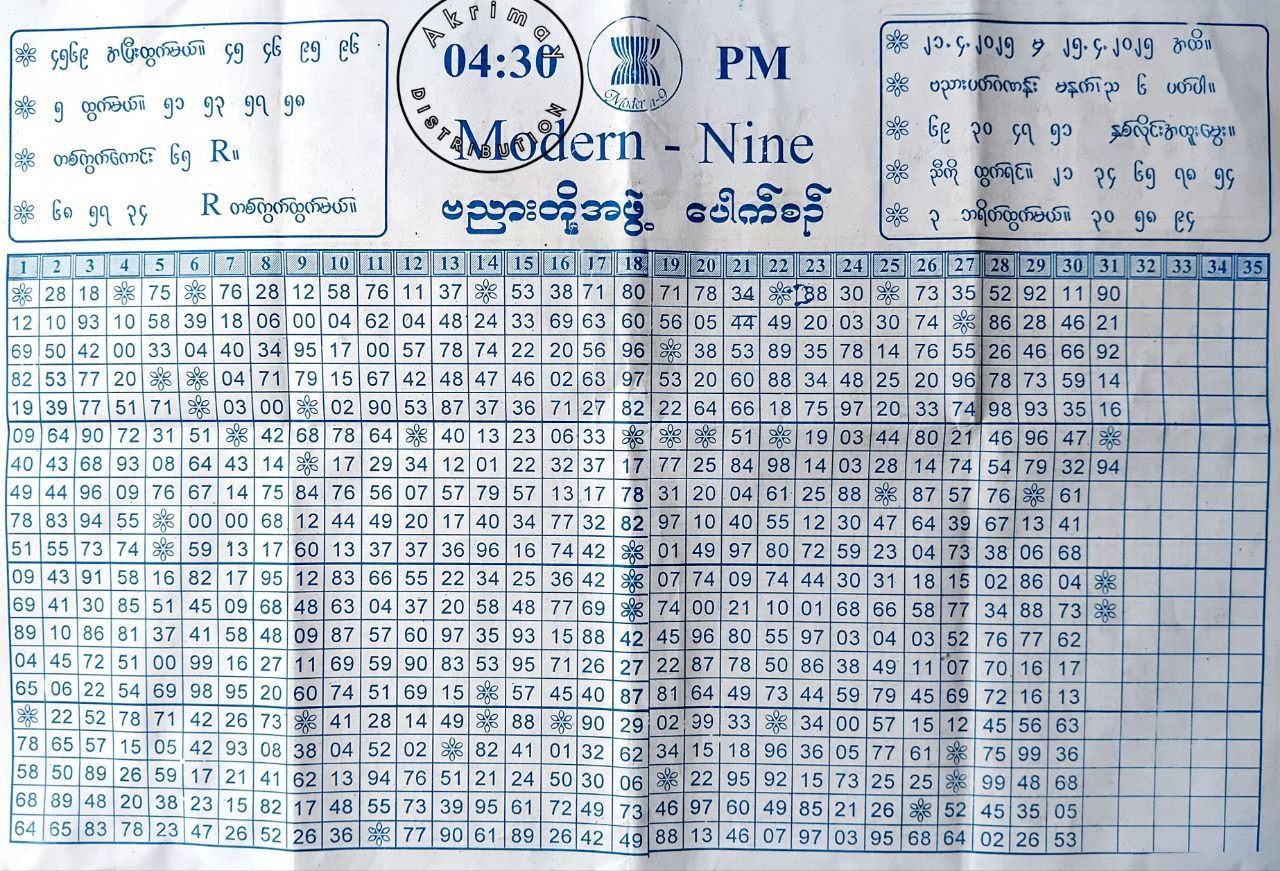 ၄၅၆၉ အပြီးထွက်မယ်။ ၄၅ ၄၆ ၉၅ ၉၆
၅ ထွက်မယ်။ ၅၁ ၅၃ ၅၇ ၅၈
တစ်ကွက်ကောင်း ၆၅ R။
၆၈ ၅၇ ၃၄ R တစ်ကွက်ထွက်မယ်။
Akrimay DISTRIBUTION
04:30 PM
Moder n-9
Modern - Nine
ဗညားတို့အဖွဲ့ ပေါက်စဉ်
၂၁.၄.၂၀၂၅ မှ ၂၅.၄.၂၀၂၅ အထိ။
ဗညားပတ်ဂဏန်း မနက်၊ည ၆ ပတ်ပါ။
၆၉ ၃၀ ၄၇ ၅၁ နှစ်လိုင်းအထူးမွေး။
ညီကို ထွက်ရင်။ ၂၁ ၃၄ ၆၅ ၇၈ ၅၄
၃ ဘရိတ်ထွက်မယ်။ ၃၀ ၅၈ ၉၄
1 2 3 4 5 6 7 8 9 10 11 12 13 14 15 16 17 18 19 20 21 22 23 24 25 26 27 28 29 30 31 32 33 34 35
28 18 75 76 28 12 58 76 11 37 53 38 71 80 71 78 34 88 30 73 35 52 92 11 90
12 10 93 10 58 39 18 06 00 04 62 04 48 24 33 69 63 60 56 05 44 49 20 03 30 74 86 28 46 21
69 50 42 00 33 04 40 34 95 17 00 57 78 74 22 20 56 96 38 53 89 35 78 14 76 55 26 46 66 92
82 53 77 20 04 71 79 15 67 42 48 47 46 02 68 97 53 20 60 88 34 48 25 20 96 78 73 59 14
19 39 77 51 71 03 00 02 90 53 87 37 36 71 27 82 22 64 66 18 75 97 20 33 74 98 93 35 16
09 64 90 72 31 51 42 68 78 64 40 13 23 06 33 51 19 03 44 80 21 46 96 47
40 43 68 93 08 64 43 14 17 29 34 12 01 22 32 37 17 77 25 84 98 14 03 28 14 74 54 79 32 94
49 44 96 09 76 67 14 75 84 76 56 07 57 79 57 13 17 78 31 20 04 61 25 88 87 57 76 61
78 83 94 55 00 00 68 12 44 49 20 17 40 34 77 32 82 97 10 40 55 12 30 47 64 39 67 13 41
51 55 73 74 59 13 17 60 13 37 37 36 96 16 74 42 01 49 97 80 72 59 23 04 73 38 06 68
09 43 91 58 16 82 17 95 12 83 66 55 22 34 25 36 42 07 74 09 74 44 30 31 18 15 02 86 04
69 41 30 85 51 45 09 68 48 63 04 37 20 58 48 77 69 74 00 21 10 01 68 66 58 77 34 88 73
89 10 86 81 37 41 58 48 09 87 57 60 97 35 93 15 88 42 45 96 80 55 97 03 04 03 52 76 77 62
04 45 72 51 00 99 16 27 11 69 59 90 83 53 95 71 26 27 22 87 78 50 86 38 49 11 07 70 16 17
65 06 22 54 69 98 95 20 60 74 51 69 15 57 45 40 87 81 64 49 73 44 59 79 45 69 72 16 13
22 52 78 71 42 26 73 41 28 14 49 88 90 29 02 99 33 34 00 57 15 12 45 56 63
78 65 57 15 05 42 93 08 38 04 52 02 82 41 01 32 62 34 15 18 96 36 05 77 61 75 99 36
58 50 89 26 59 17 21 41 62 13 94 76 51 21 24 50 30 06 22 95 92 15 73 25 25 99 48 68
68 89 48 20 38 23 15 82 17 48 55 73 39 95 61 72 49 73 46 97 60 49 85 21 26 52 45 35 05
64 65 83 78 23 47 26 52 26 36 77 90 61 89 26 42 49 88 13 46 07 97 03 95 68 64 02 26 53